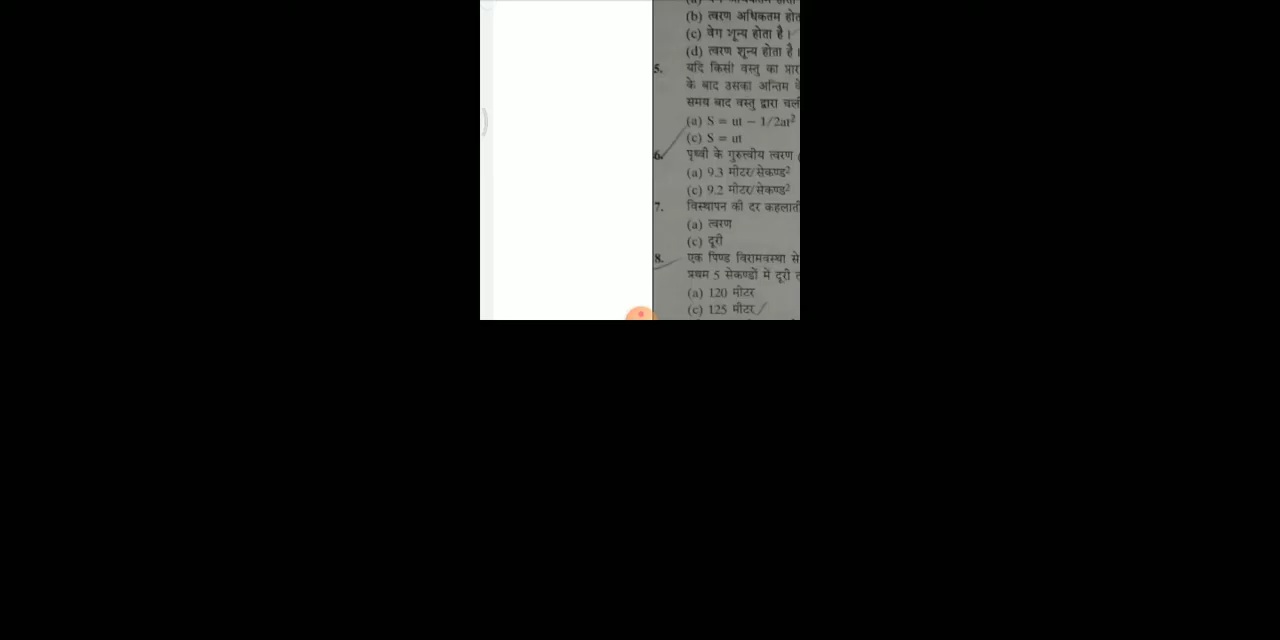 (b) त्वरण अधिकतम
(c) वेग शून्य होता है।
(d) त्वरण शून्य होता है।
5. यदि किसी वस्तु का
के बाद उसका अन्तिम
समय बाद वस्तु द्वारा
(a) S = ut − 1/2at²
(c) S = ut
6. पृथ्वी के गुरुत्वीय त्वरण
(a) 9.3 मीटर/सेकण्ड²
(c) 9.2 मीटर/सेकण्ड²
7. विस्थापन की दर
(a) त्वरण
(c) दूरी
8. एक पिण्ड विरामवस्था से
प्रथम 5 सेकण्डों में दूरी
(a) 120 मीटर
(c) 125 मीटर